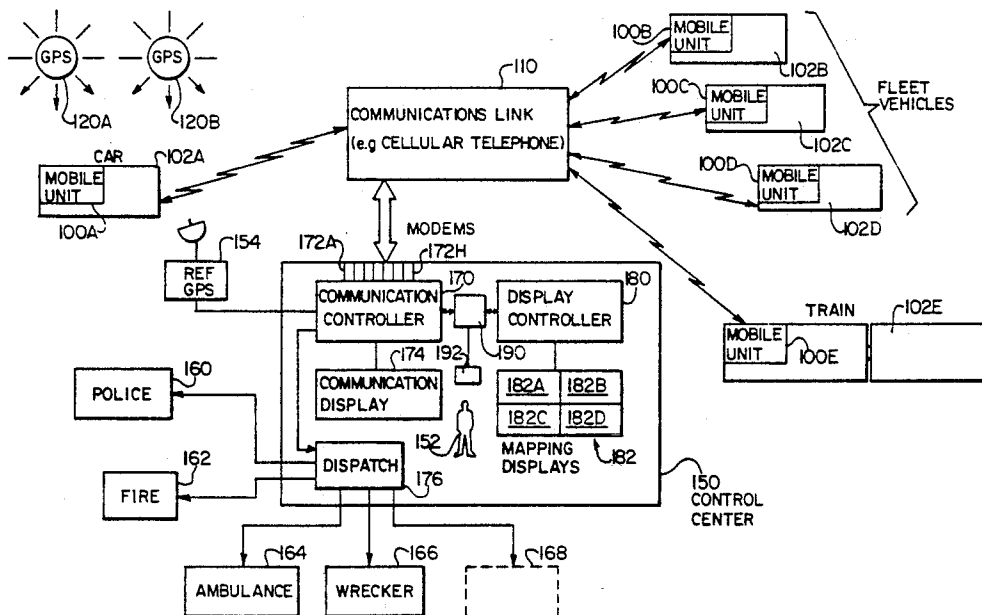 GPS
GPS
120A
120B
110
COMMUNICATIONS LINK
(e.g CELLULAR TELEPHONE)
100B
MOBILE
UNIT
102B
100C
MOBILE
UNIT
102C
100D
MOBILE
UNIT
102D
FLEET
VEHICLES
CAR
102A
MOBILE
UNIT
100A
MODEMS
154
REF
GPS
172A
172H
170
COMMUNICATION
CONTROLLER
180
DISPLAY
CONTROLLER
190
192
174
COMMUNICATION
DISPLAY
182A
182B
182C
182D
MAPPING
DISPLAYS
182
152
TRAIN
102E
MOBILE
UNIT
100E
160
POLICE
162
FIRE
DISPATCH
176
150
CONTROL
CENTER
164
AMBULANCE
166
WRECKER
168